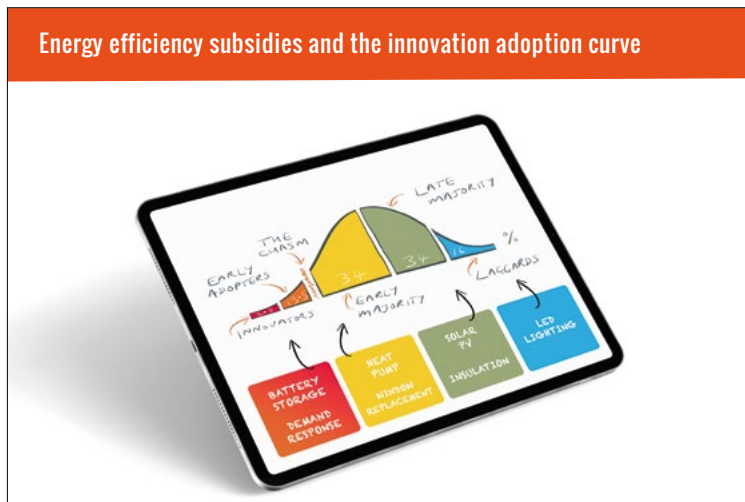 Energy efficiency subsidies and the innovation adoption curve
LATE
MAJORITY
THE
CHASM
%
EARLY
ADOPTERS
34
34
16
LAGGARDS
EARLY
MAJORITY
INNOVATORS
BATTERY
STORAGE
DEMAND
RESPONSE
HEAT
PUMP
WINDOW
REPLACEMENT
SOLAR
PV
INSULATION
LED
LIGHTING